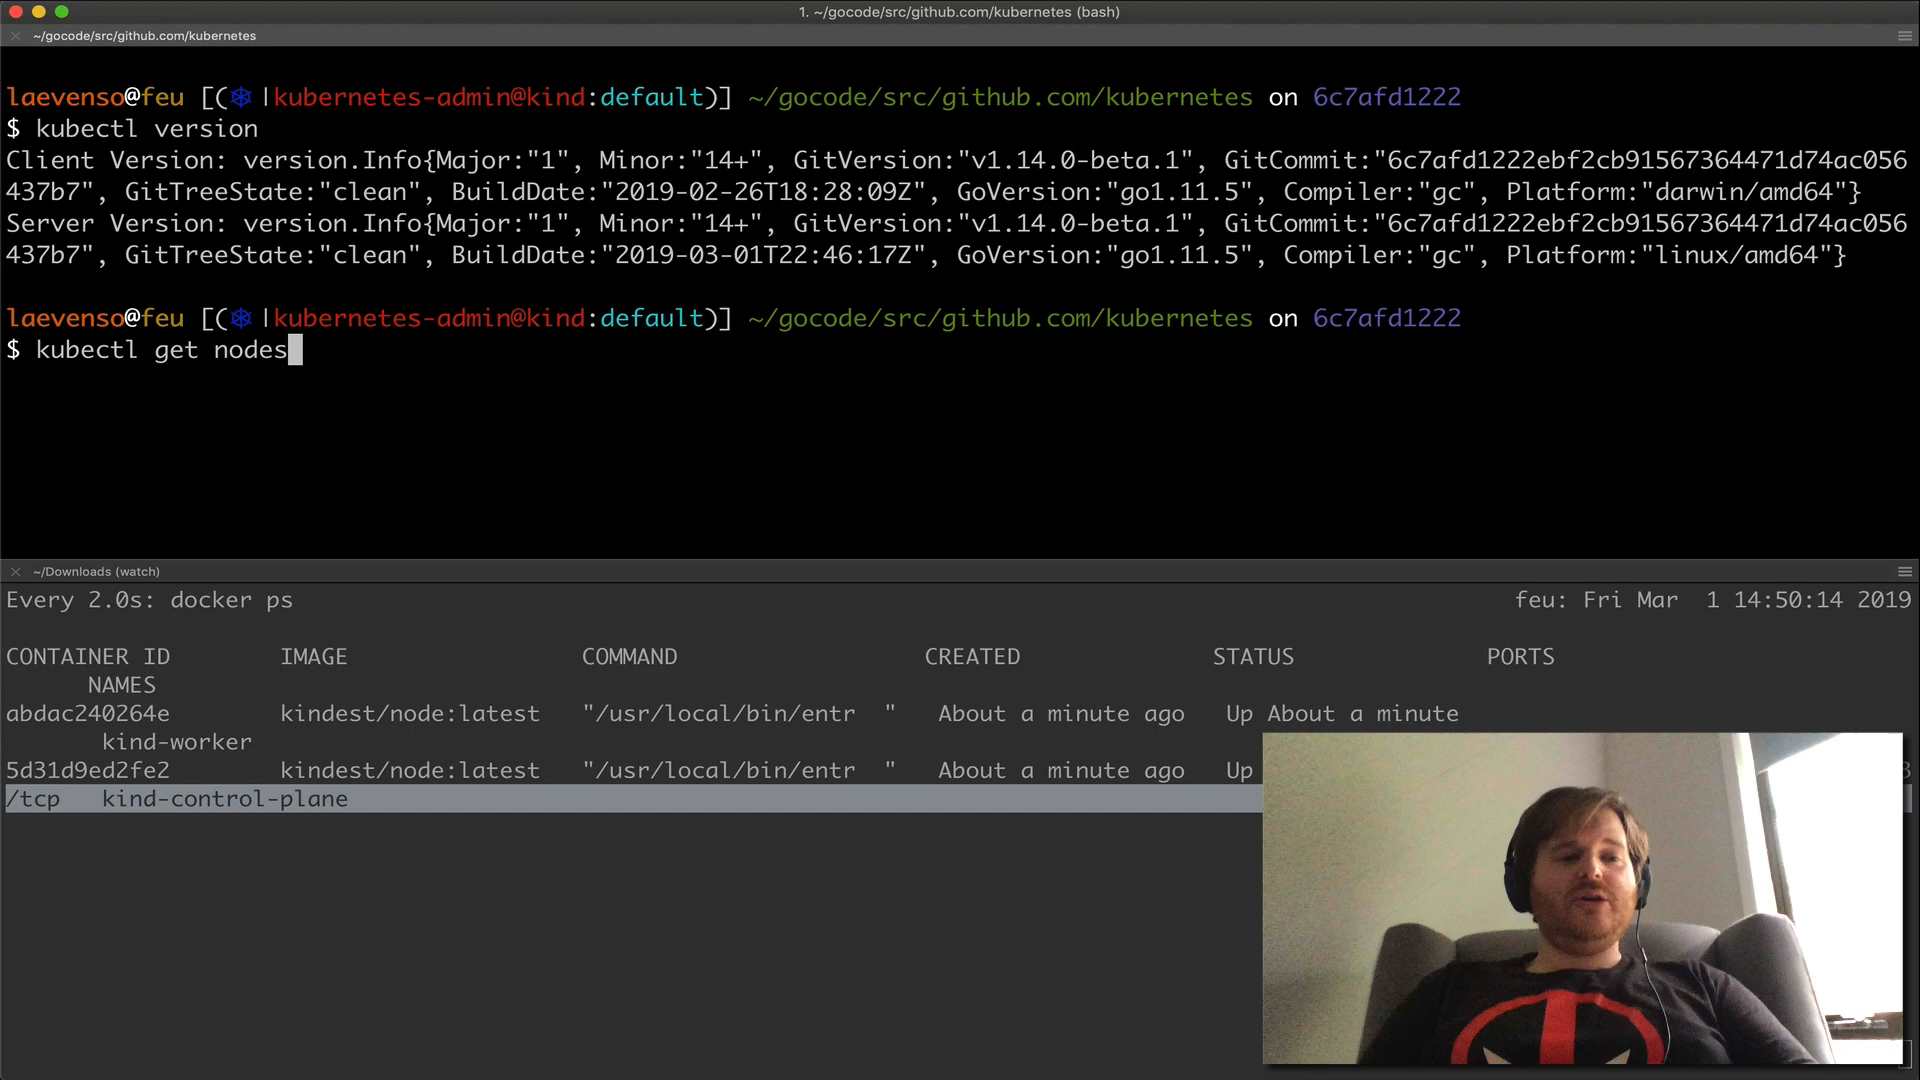 1. ~/gocode/src/github.com/kubernetes (bash)
~/gocode/src/github.com/kubernetes
laevenso@feu [(⎈ |kubernetes-admin@kind:default)] ~/gocode/src/github.com/kubernetes on 6c7afd1222
$ kubectl version
Client Version: version.Info{Major:"1", Minor:"14+", GitVersion:"v1.14.0-beta.1", GitCommit:"6c7afd1222ebf2cb91567364471d74ac056
437b7", GitTreeState:"clean", BuildDate:"2019-02-26T18:28:09Z", GoVersion:"go1.11.5", Compiler:"gc", Platform:"darwin/amd64"}
Server Version: version.Info{Major:"1", Minor:"14+", GitVersion:"v1.14.0-beta.1", GitCommit:"6c7afd1222ebf2cb91567364471d74ac056
437b7", GitTreeState:"clean", BuildDate:"2019-03-01T22:46:17Z", GoVersion:"go1.11.5", Compiler:"gc", Platform:"linux/amd64"}
laevenso@feu [(⎈ |kubernetes-admin@kind:default)] ~/gocode/src/github.com/kubernetes on 6c7afd1222
$ kubectl get nodes
~/Downloads (watch)
Every 2.0s: docker ps feu: Fri Mar 1 14:50:14 2019
CONTAINER ID IMAGE COMMAND CREATED STATUS PORTS
NAMES
abdac240264e kindest/node:latest "/usr/local/bin/entr " About a minute ago Up About a minute
kind-worker
5d31d9ed2fe2 kindest/node:latest "/usr/local/bin/entr " About a minute ago Up
/tcp kind-control-plane